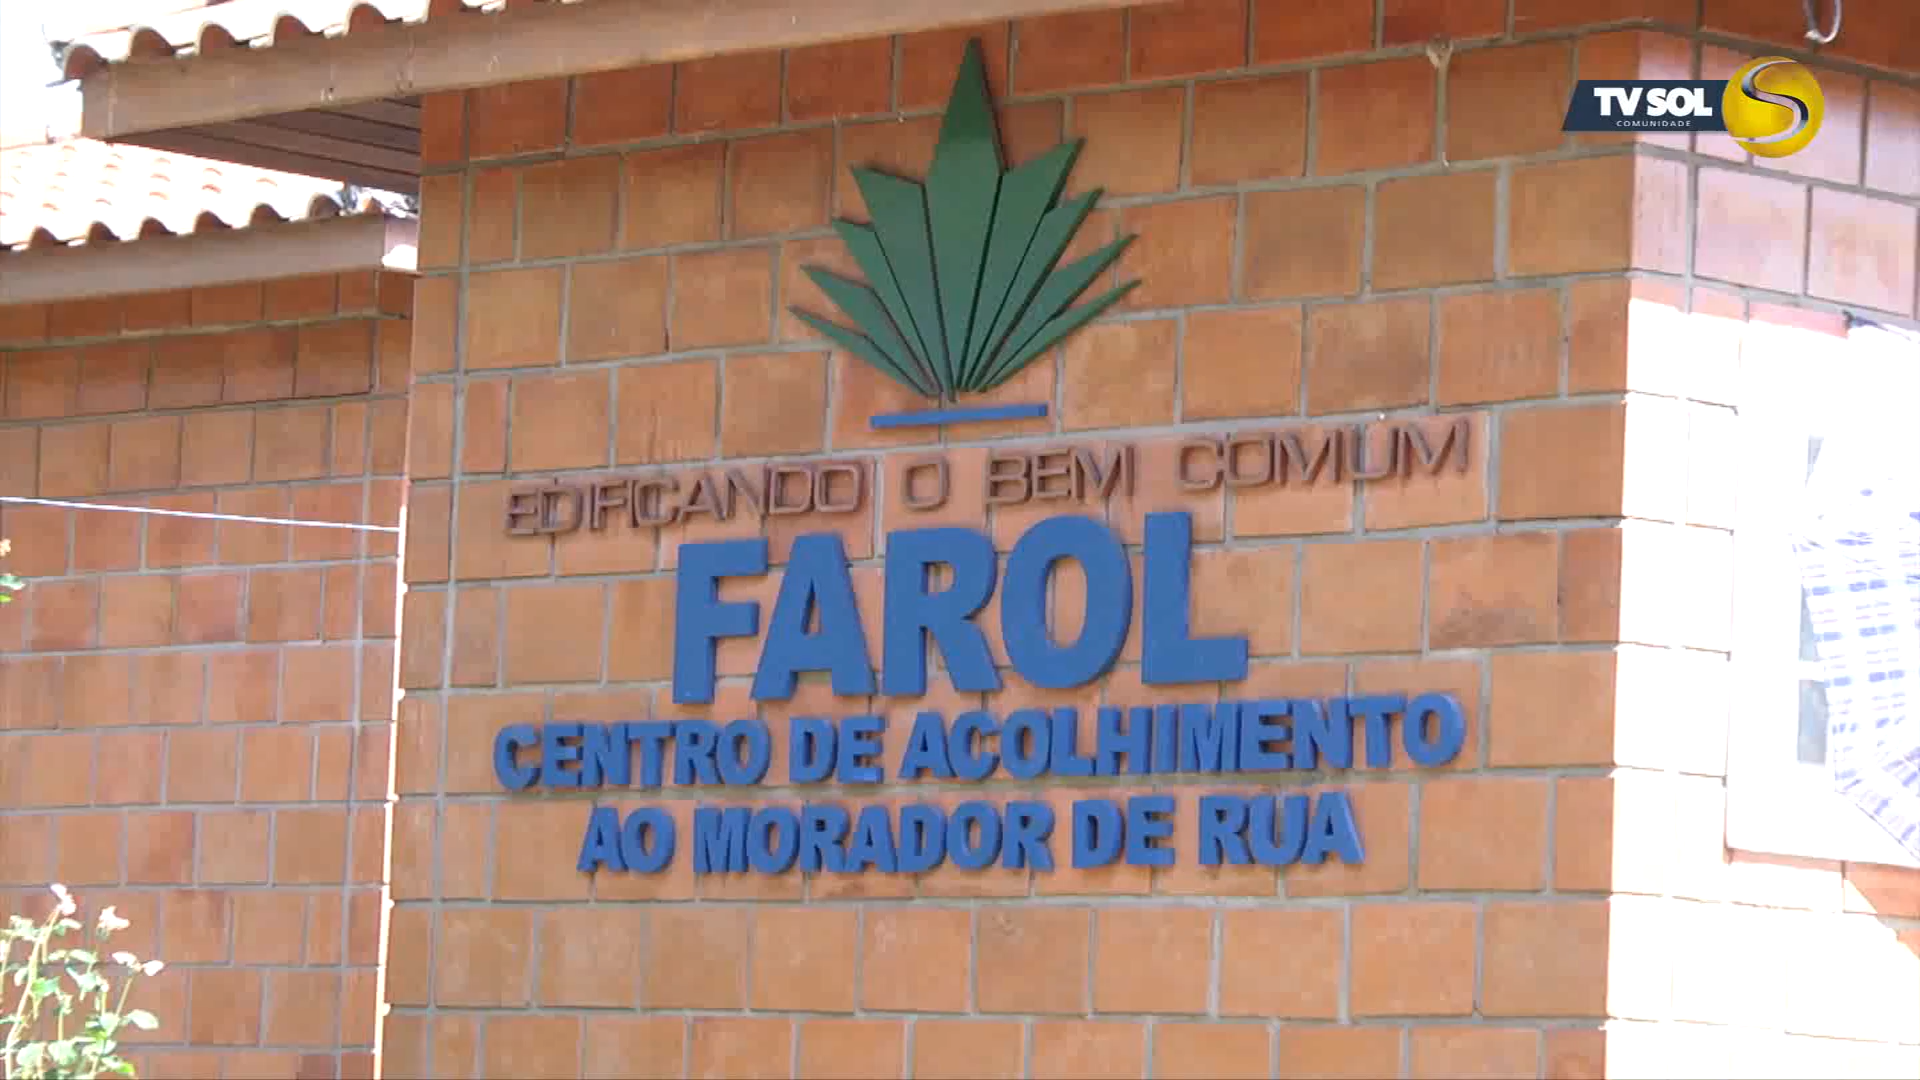 TV SOL
COMUNIDADE
EDIFICANDO O BEM COMUM
FAROL
CENTRO DE ACOLHIMENTO
AO MORADOR DE RUA